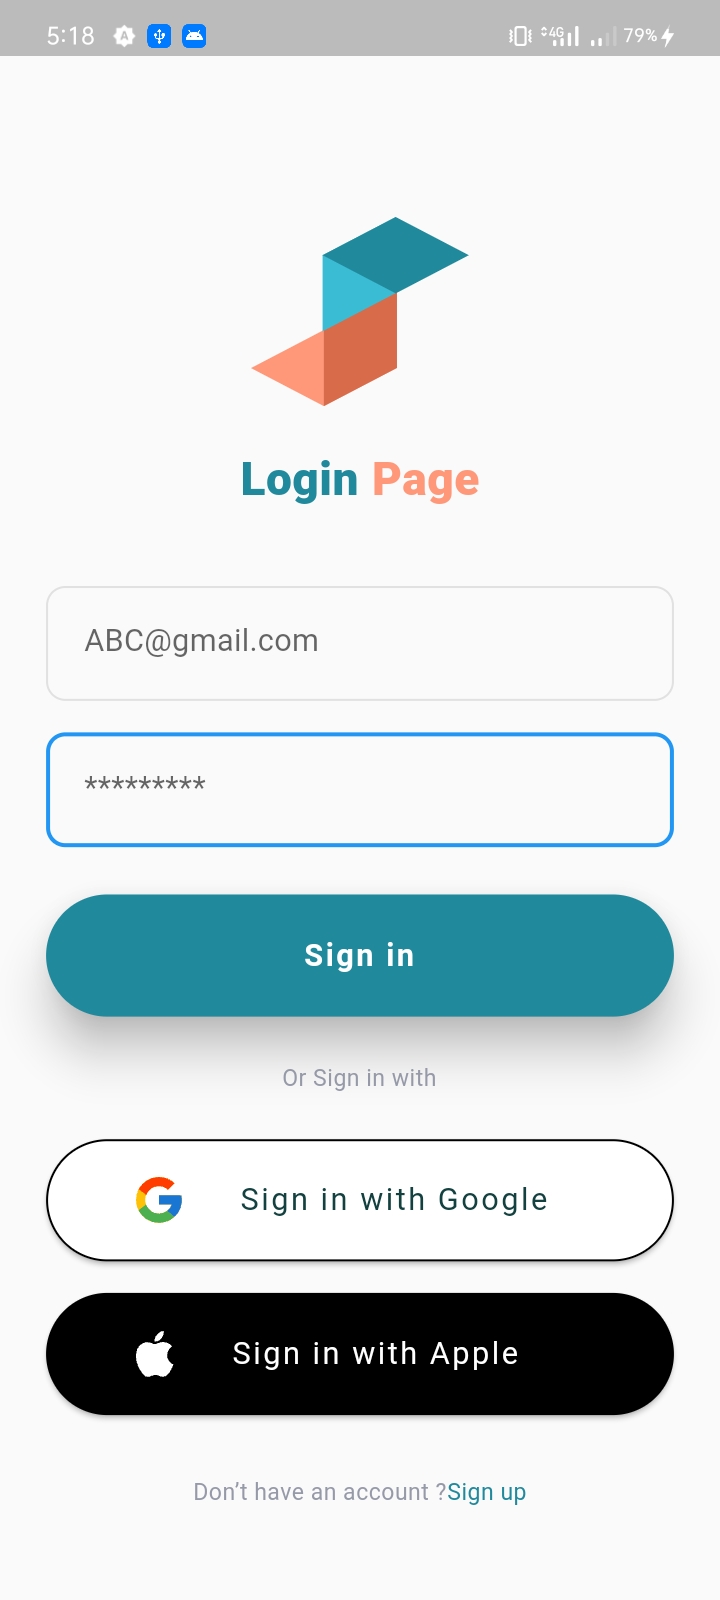 5:18 4G 79%
Login Page
ABC@gmail.com
*********
Sign in
Or Sign in with
Sign in with Google
Sign in with Apple
Don’t have an account ?Sign up